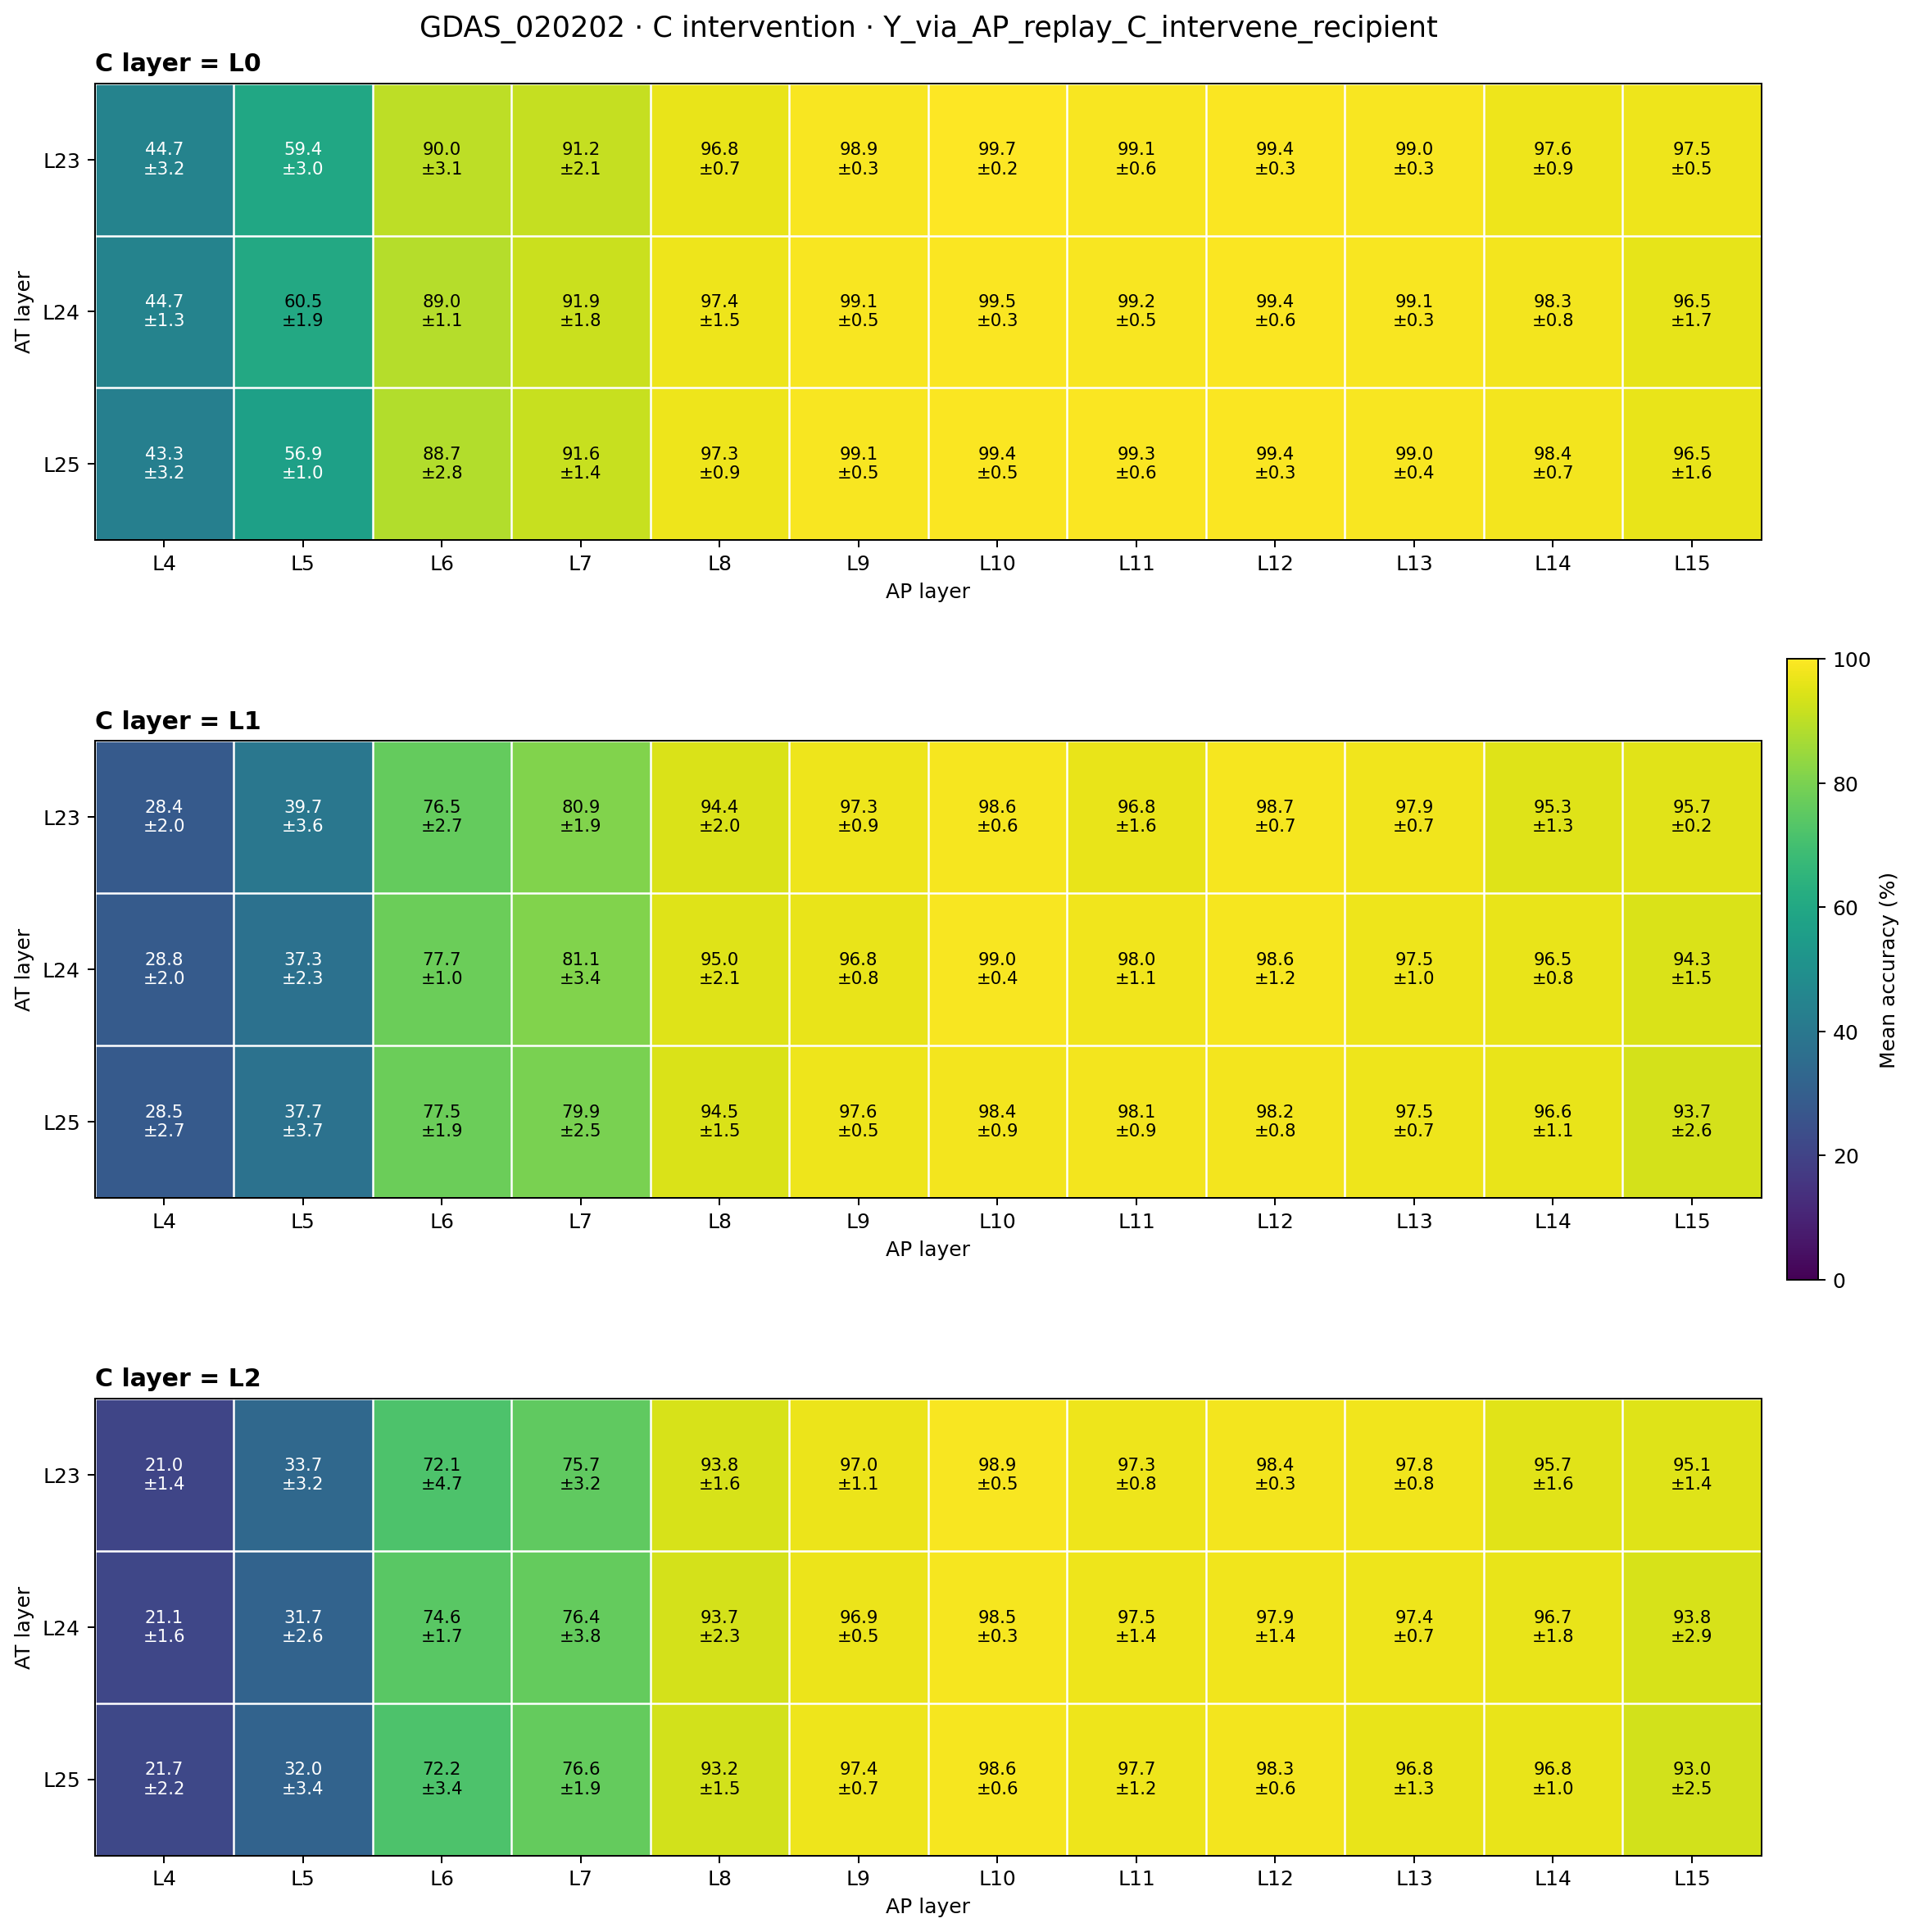 GDAS_020202 · C intervention · Y_via_AP_replay_C_intervene_recipient
C layer = L0
AT layer
L23
44.7 59.4 90.0 91.2 96.8 98.9 99.7 99.1 99.4 99.0 97.6 97.5
±3.2 ±3.0 ±3.1 ±2.1 ±0.7 ±0.3 ±0.2 ±0.6 ±0.3 ±0.3 ±0.9 ±0.5
L24
44.7 60.5 89.0 91.9 97.4 99.1 99.5 99.2 99.4 99.1 98.3 96.5
±1.3 ±1.9 ±1.1 ±1.8 ±1.5 ±0.5 ±0.3 ±0.5 ±0.6 ±0.3 ±0.8 ±1.7
L25
43.3 56.9 88.7 91.6 97.3 99.1 99.4 99.3 99.4 99.0 98.4 96.5
±3.2 ±1.0 ±2.8 ±1.4 ±0.9 ±0.5 ±0.5 ±0.6 ±0.3 ±0.4 ±0.7 ±1.6
L4 L5 L6 L7 L8 L9 L10 L11 L12 L13 L14 L15
AP layer
C layer = L1
AT layer
L23
28.4 39.7 76.5 80.9 94.4 97.3 98.6 96.8 98.7 97.9 95.3 95.7
±2.0 ±3.6 ±2.7 ±1.9 ±2.0 ±0.9 ±0.6 ±1.6 ±0.7 ±0.7 ±1.3 ±0.2
L24
28.8 37.3 77.7 81.1 95.0 96.8 99.0 98.0 98.6 97.5 96.5 94.3
±2.0 ±2.3 ±1.0 ±3.4 ±2.1 ±0.8 ±0.4 ±1.1 ±1.2 ±1.0 ±0.8 ±1.5
L25
28.5 37.7 77.5 79.9 94.5 97.6 98.4 98.1 98.2 97.5 96.6 93.7
±2.7 ±3.7 ±1.9 ±2.5 ±1.5 ±0.5 ±0.9 ±0.9 ±0.8 ±0.7 ±1.1 ±2.6
L4 L5 L6 L7 L8 L9 L10 L11 L12 L13 L14 L15
AP layer
100
80
60
40
20
0
Mean accuracy (%)
C layer = L2
AT layer
L23
21.0 33.7 72.1 75.7 93.8 97.0 98.9 97.3 98.4 97.8 95.7 95.1
±1.4 ±3.2 ±4.7 ±3.2 ±1.6 ±1.1 ±0.5 ±0.8 ±0.3 ±0.8 ±1.6 ±1.4
L24
21.1 31.7 74.6 76.4 93.7 96.9 98.5 97.5 97.9 97.4 96.7 93.8
±1.6 ±2.6 ±1.7 ±3.8 ±2.3 ±0.5 ±0.3 ±1.4 ±1.4 ±0.7 ±1.8 ±2.9
L25
21.7 32.0 72.2 76.6 93.2 97.4 98.6 97.7 98.3 96.8 96.8 93.0
±2.2 ±3.4 ±3.4 ±1.9 ±1.5 ±0.7 ±0.6 ±1.2 ±0.6 ±1.3 ±1.0 ±2.5
L4 L5 L6 L7 L8 L9 L10 L11 L12 L13 L14 L15
AP layer